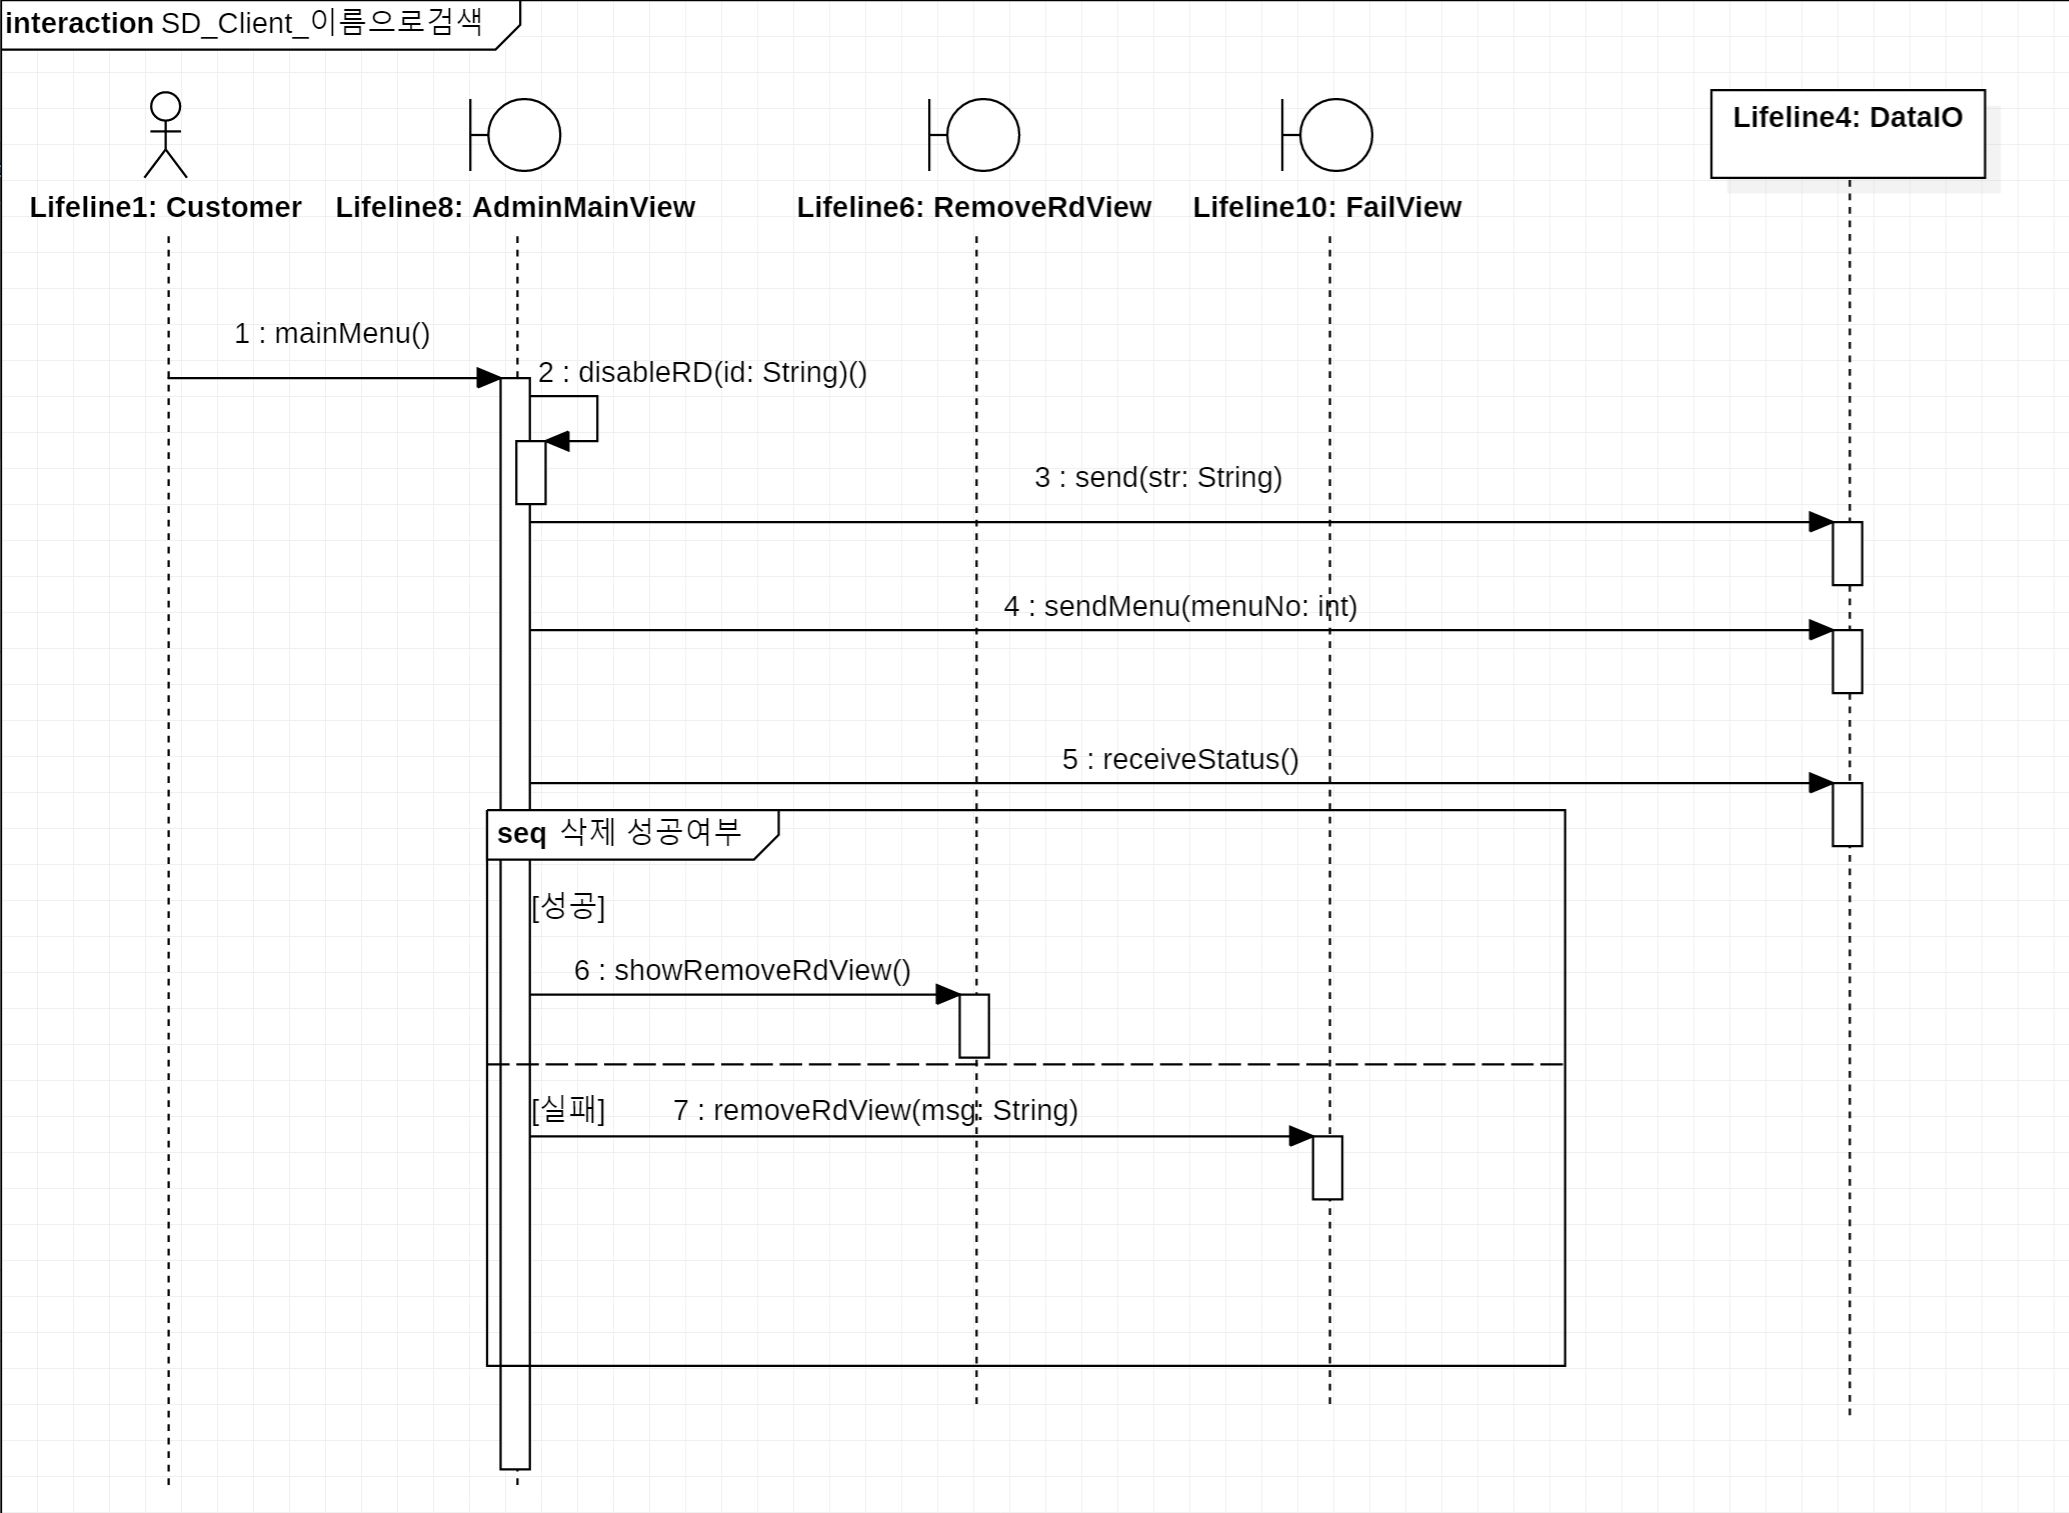 interaction SD_Client_이름으로검색
Lifeline4: DataIO
Lifeline1: Customer
Lifeline8: AdminMainView
Lifeline6: RemoveRdView
Lifeline10: FailView
1 : mainMenu()
2 : disableRD(id: String)()
3 : send(str: String)
4 : sendMenu(menuNo: int)
5 : receiveStatus()
seq 삭제 성공여부
[성공]
6 : showRemoveRdView()
[실패]
7 : removeRdView(msg: String)